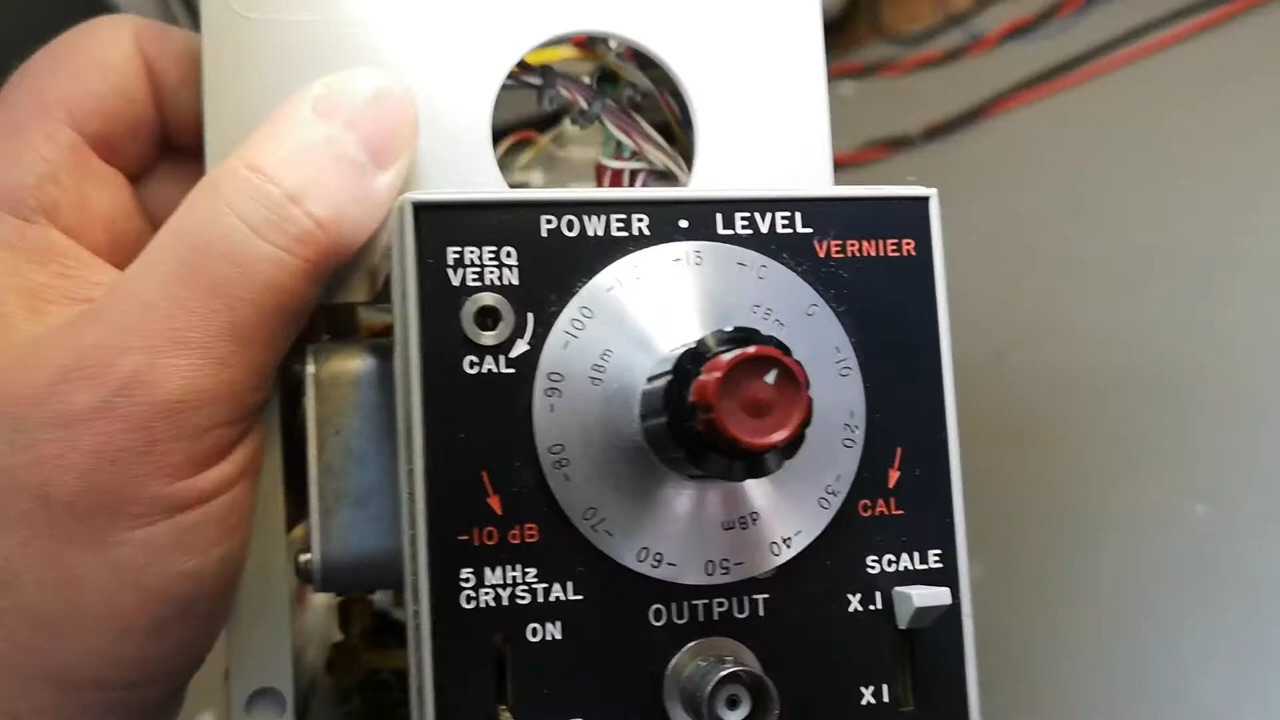 POWER • LEVEL
VERNIER
FREQ
VERN
CAL
-10
dBm
0
-10
-20
-30
-40
dBm
-50
-60
-70
-80
-90
-100
dBm
-10 dB
CAL
5 MHz
CRYSTAL
ON
OUTPUT
SCALE
X.1
X1